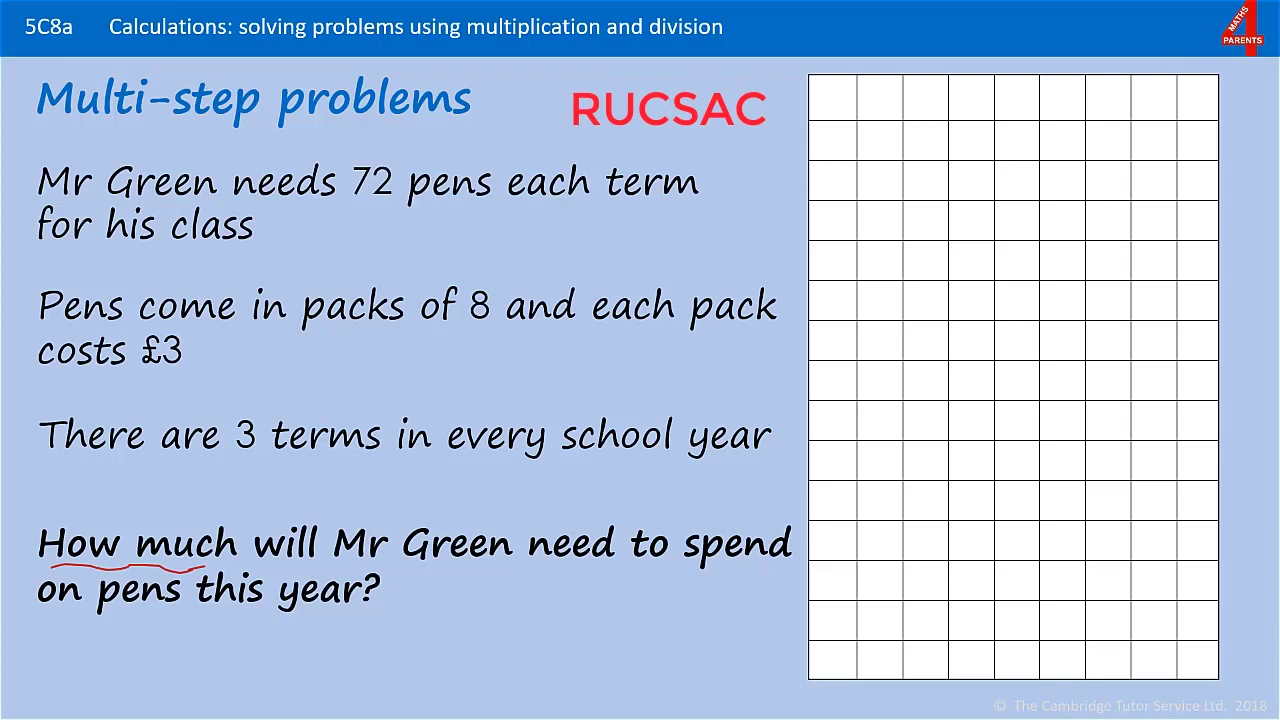 5C8a Calculations: solving problems using multiplication and division
MATHS
4
PARENTS
Multi-step problems
RUCSAC
Mr Green needs 72 pens each term
for his class
Pens come in packs of 8 and each pack
costs £3
There are 3 terms in every school year
How much will Mr Green need to spend
on pens this year?
© The Cambridge Tutor Service Ltd. 2018